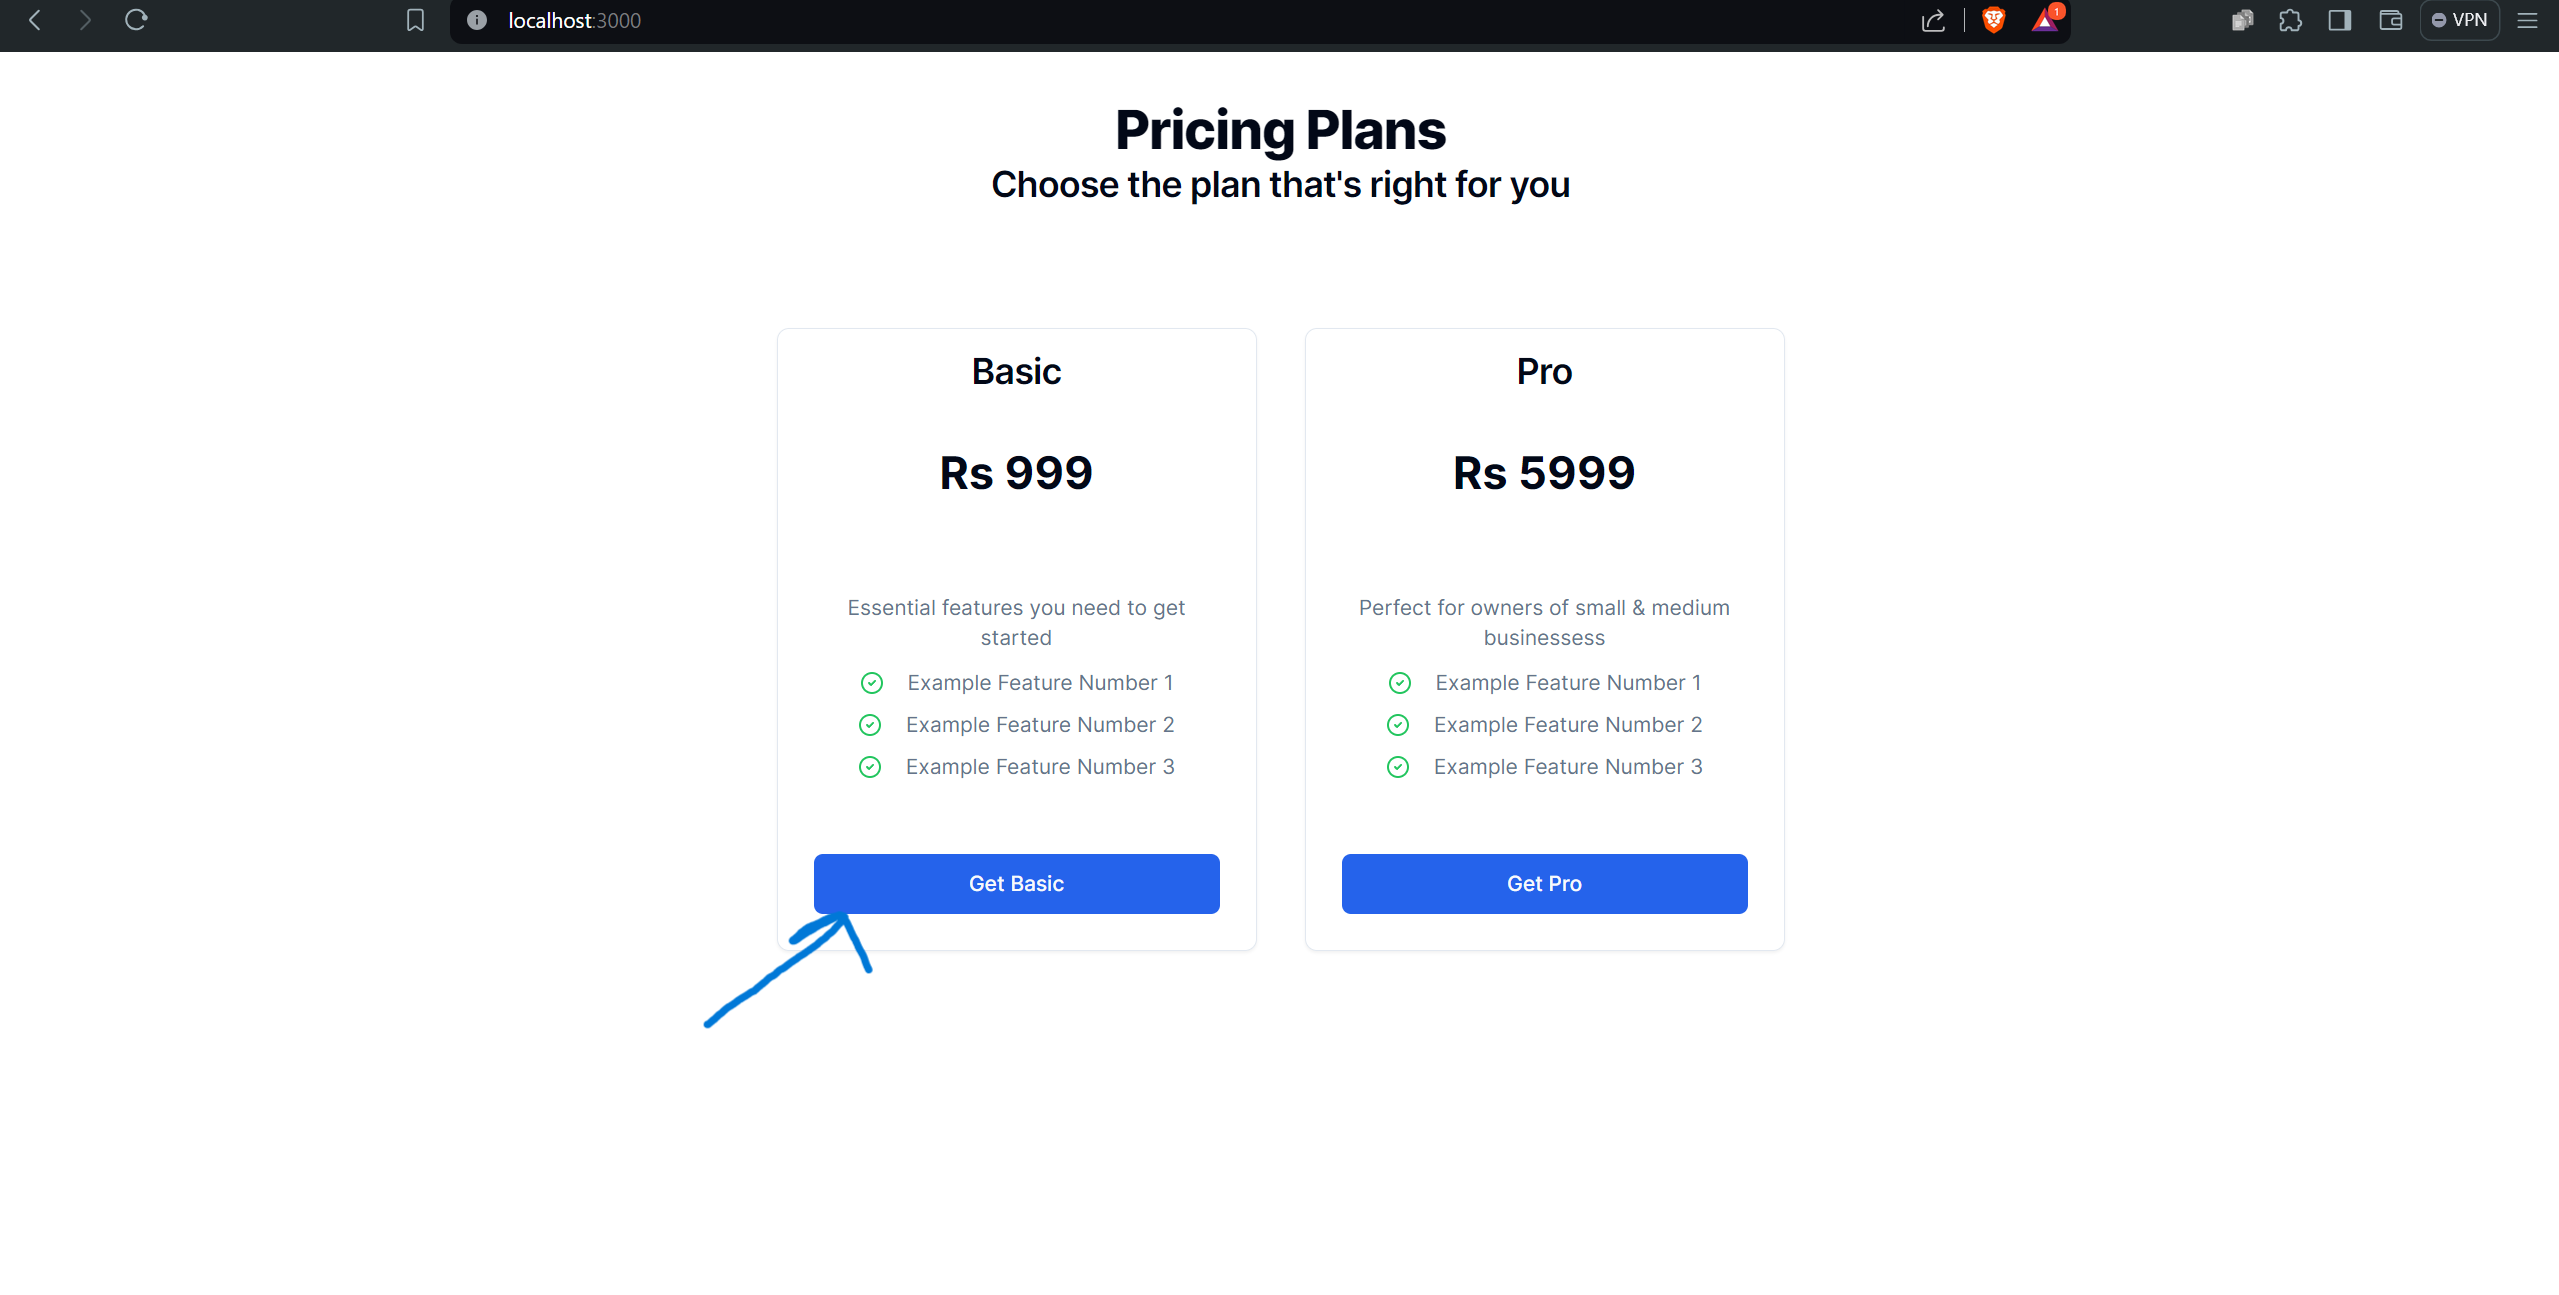 localhost:3000
1
VPN
Pricing Plans
Choose the plan that's right for you
Basic
Rs 999
Essential features you need to get
started
Example Feature Number 1
Example Feature Number 2
Example Feature Number 3
Get Basic
Pro
Rs 5999
Perfect for owners of small & medium
businessess
Example Feature Number 1
Example Feature Number 2
Example Feature Number 3
Get Pro